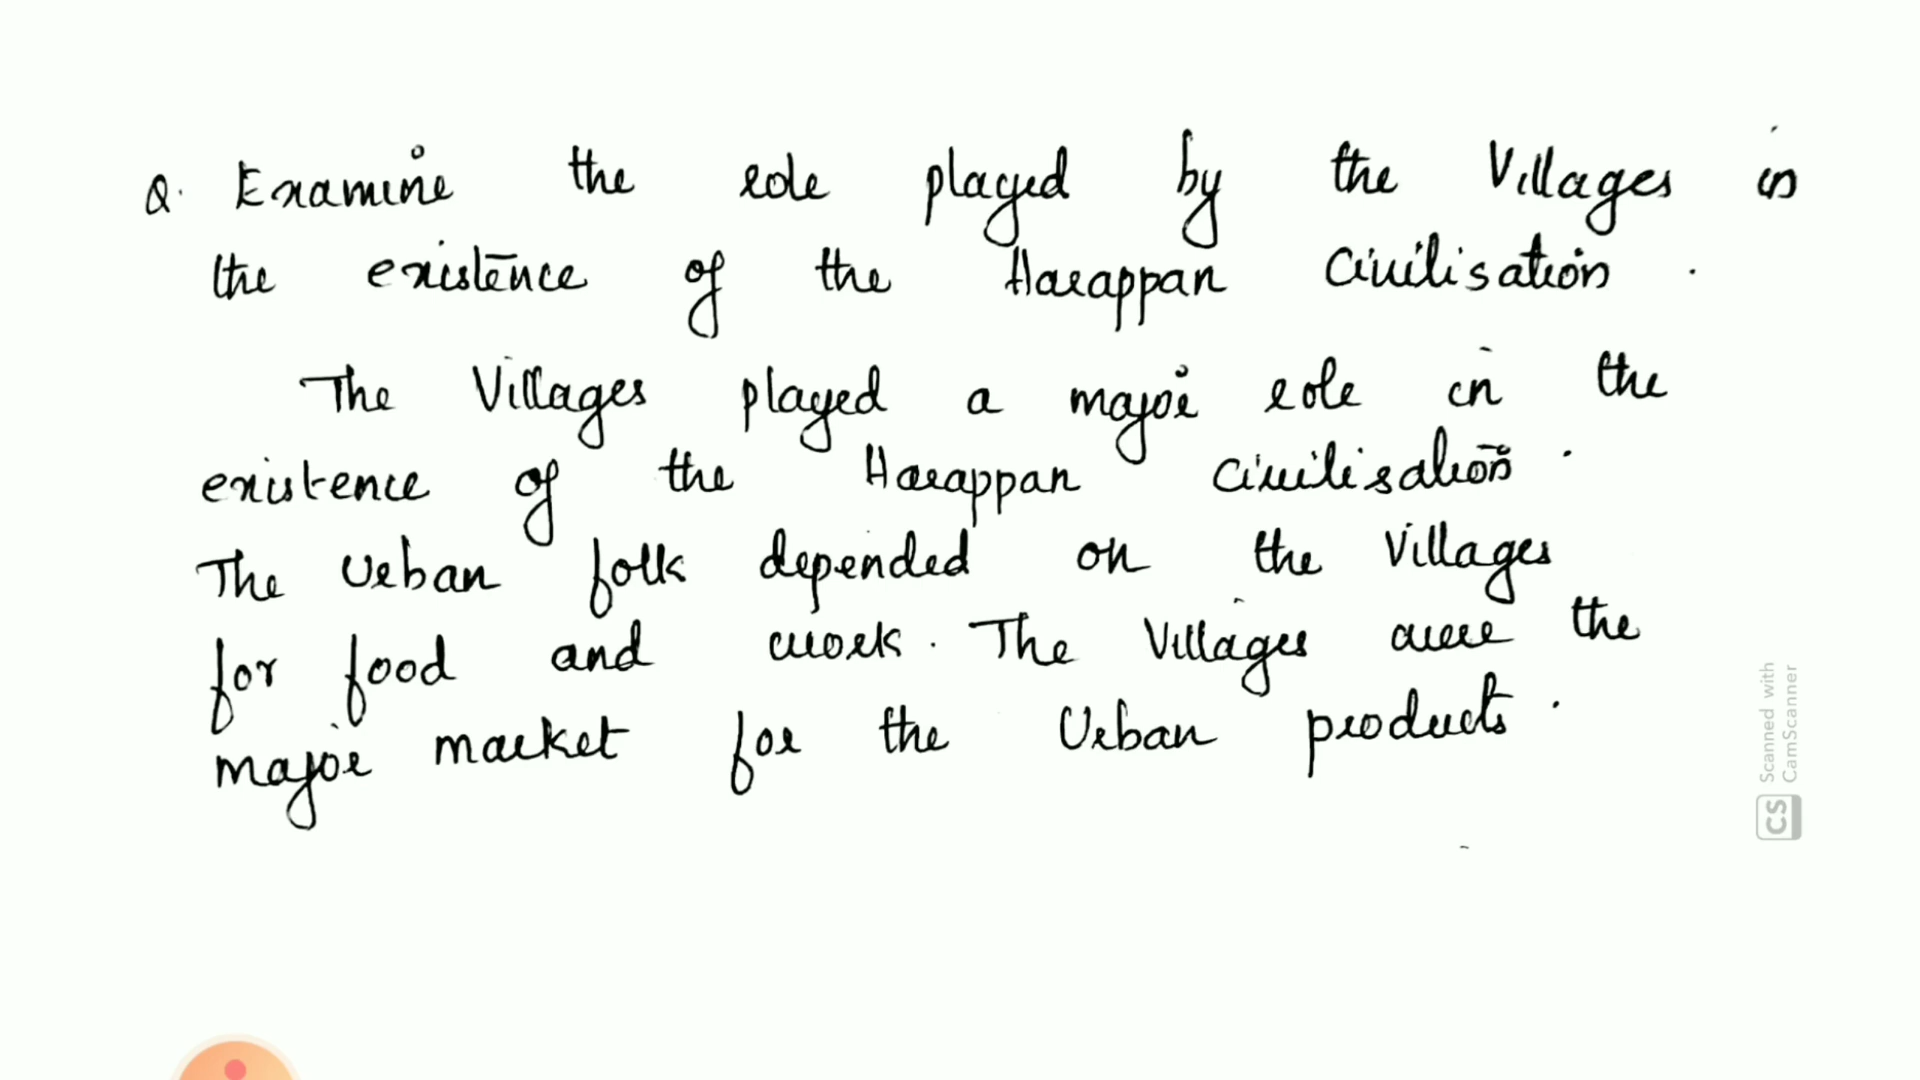 Q. Examine the role played by the Villages in
the existence of the Harappan Civilisation.
The Villages played a major role in the
existence of the Harappan civilisation.
The Urban folk depended on the Villages
for food and work. The Villages were the
major market for the Urban products.
Scanned with
CamScanner
CS